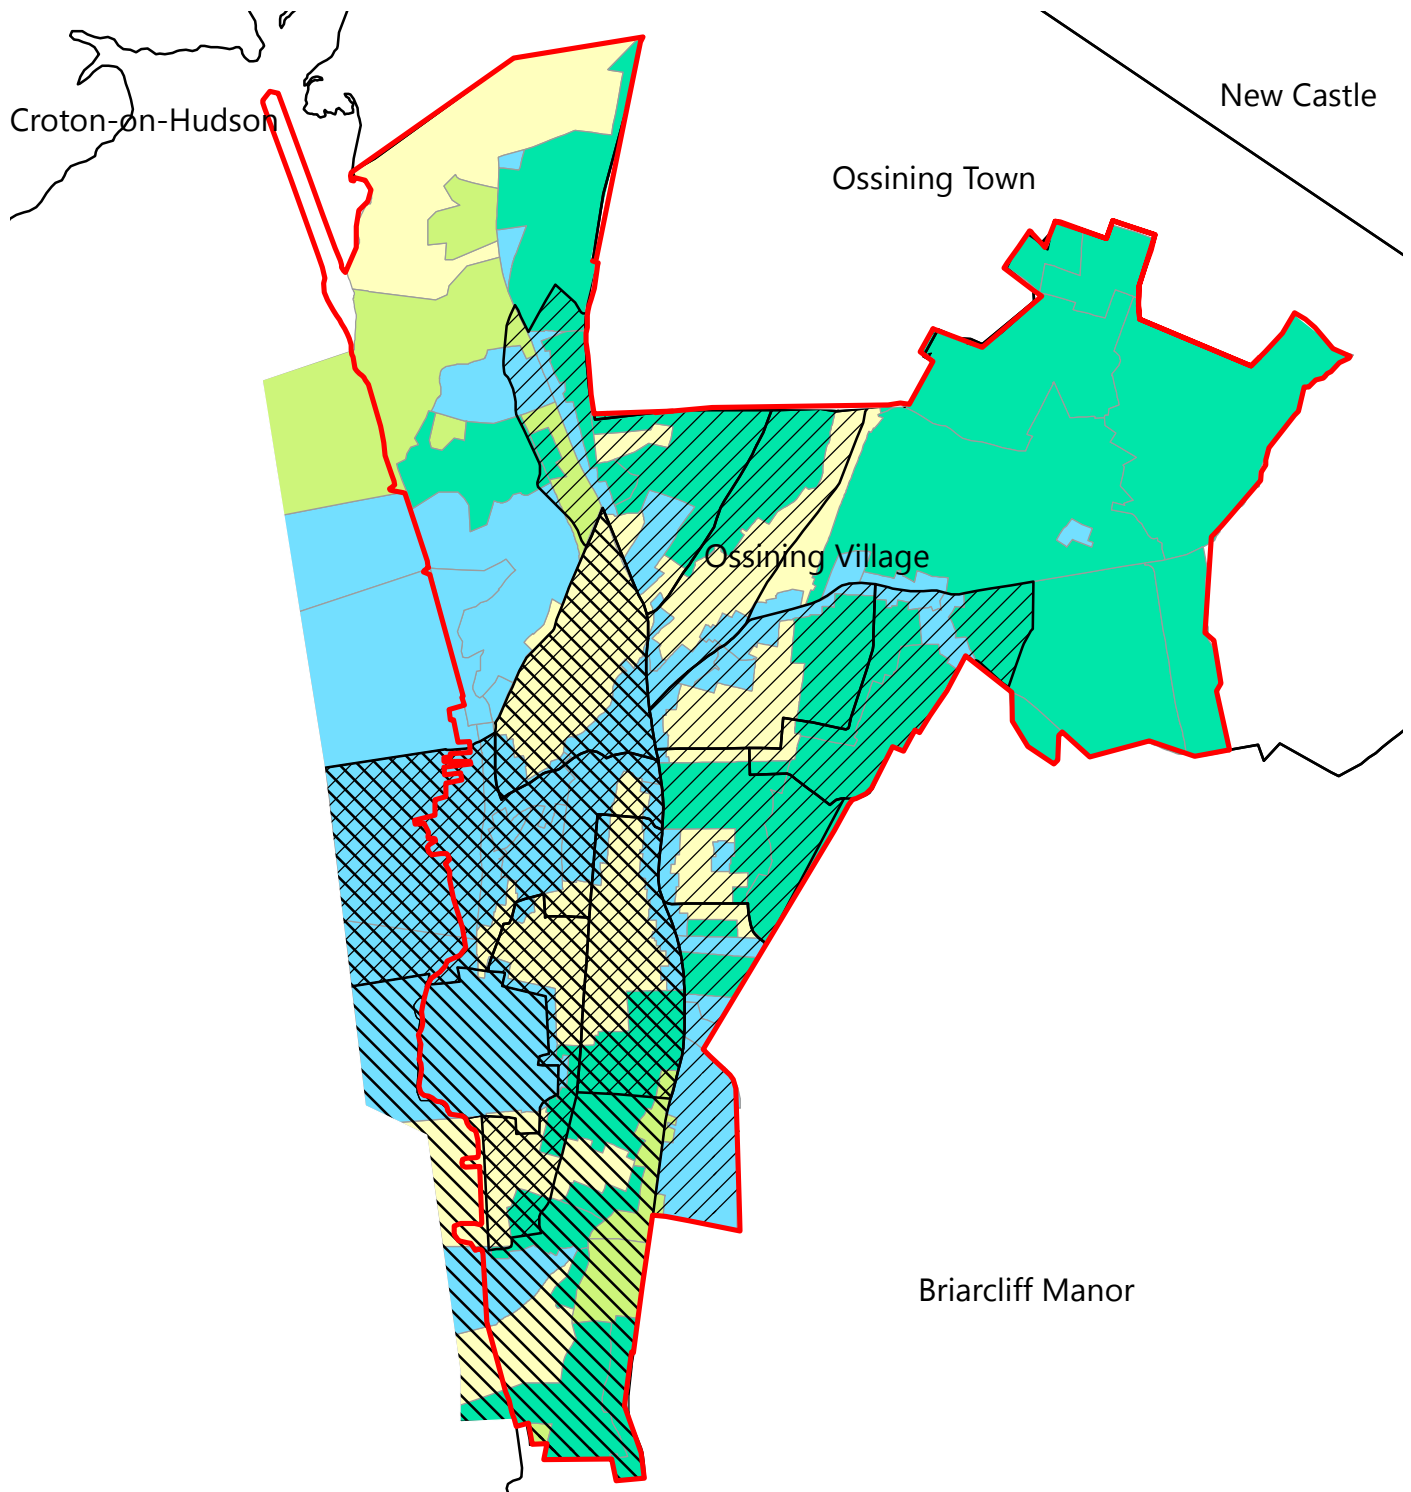 New Castle
Croton-on-Hudson
Ossining Town
Ossining Village
Briarcliff Manor